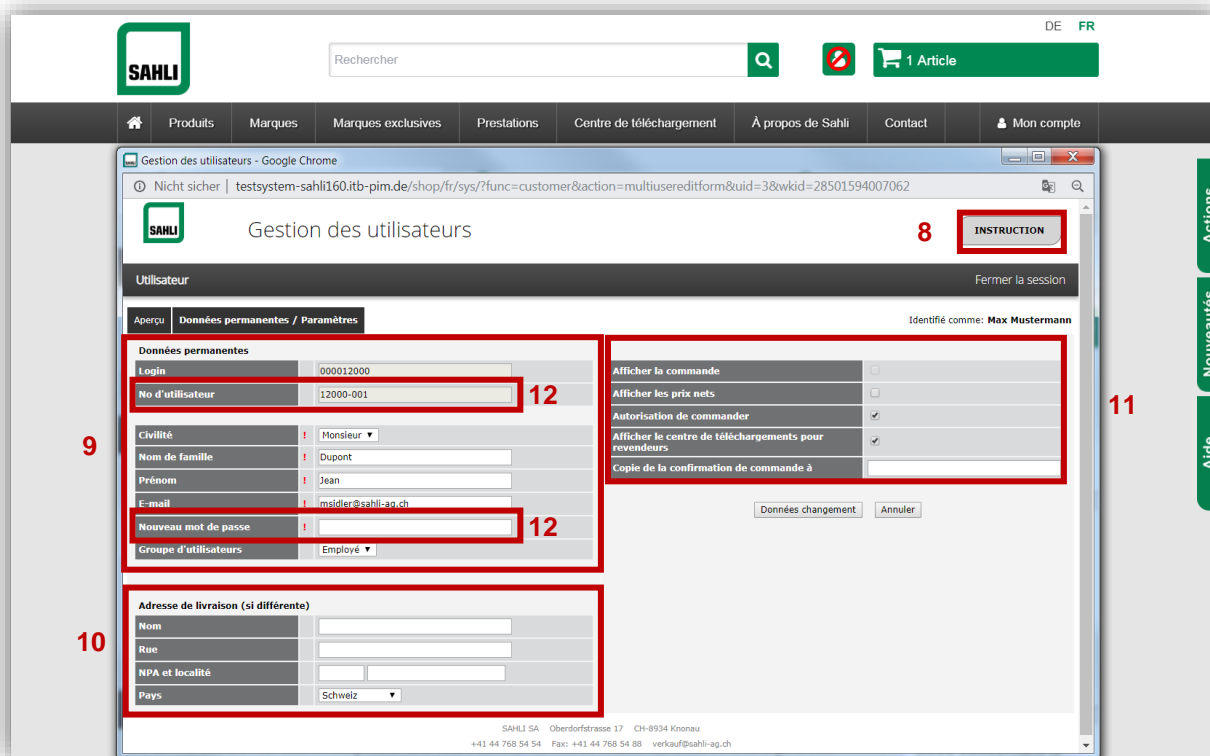 DE FR
SAHLI
Rechercher
1 Article
Produits Marques Marques exclusives Prestations Centre de téléchargement À propos de Sahli Contact Mon compte
Gestion des utilisateurs - Google Chrome
Nicht sicher | testsystem-sahli160.itb-pim.de/shop/fr/sys/?func=customer&action=multiusereditform&uid=3&wkid=28501594007062
SAHLI
Gestion des utilisateurs
8
INSTRUCTION
Utilisateur
Fermer la session
Aperçu Données permanentes / Paramètres
Identifié comme: Max Mustermann
9
Données permanentes
Login 000012000
No d'utilisateur 12000-001
12
Civilité ! Monsieur
Nom de famille ! Dupont
Prénom ! Jean
E-mail ! msidler@sahli-ag.ch
Nouveau mot de passe !
12
Groupe d'utilisateurs Employé
11
Afficher la commande
Afficher les prix nets
Autorisation de commander
Afficher le centre de téléchargements pour
revendeurs
Copie de la confirmation de commande à
Données changement Annuler
10
Adresse de livraison (si différente)
Nom
Rue
NPA et localité
Pays Schweiz
SAHLI SA Oberdorfstrasse 17 CH-8934 Knonau
+41 44 768 54 54 Fax: +41 44 768 54 88 verkauf@sahli-ag.ch
Actions
Nouveautés
Aide